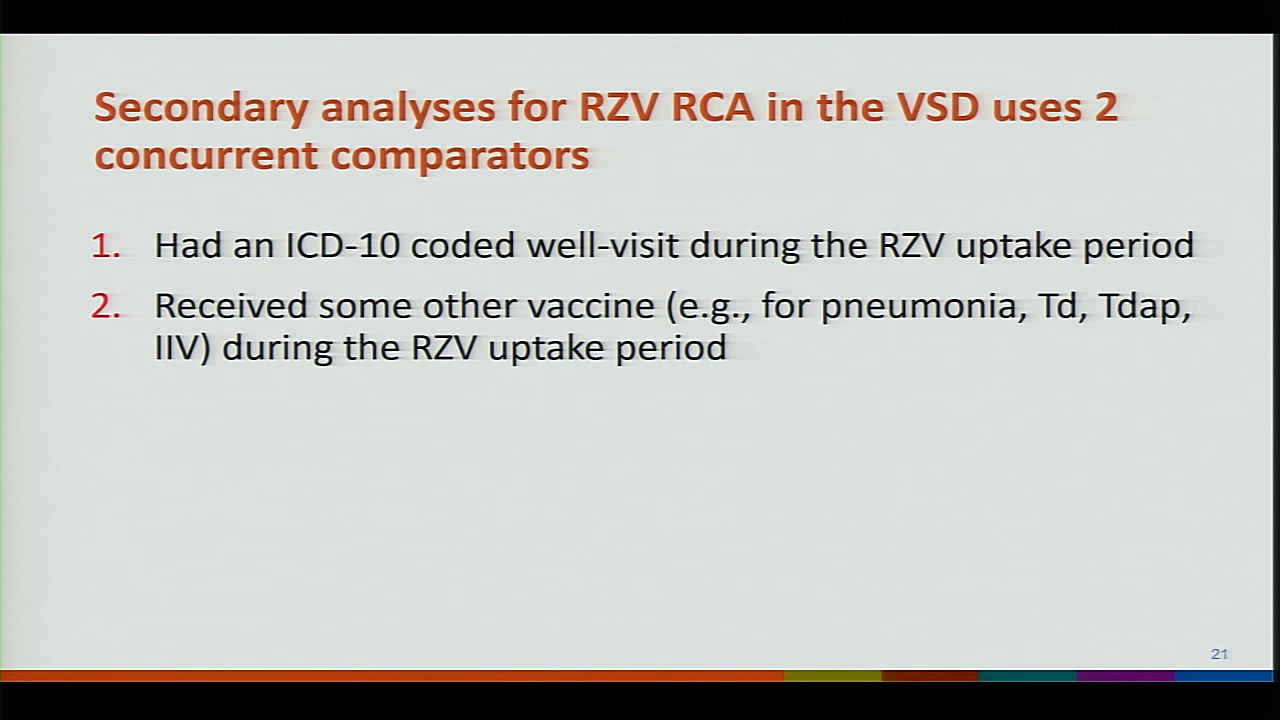 Secondary analyses for RZV RCA in the VSD uses 2
concurrent comparators
1. Had an ICD-10 coded well-visit during the RZV uptake period
2. Received some other vaccine (e.g., for pneumonia, Td, Tdap,
IIV) during the RZV uptake period
21